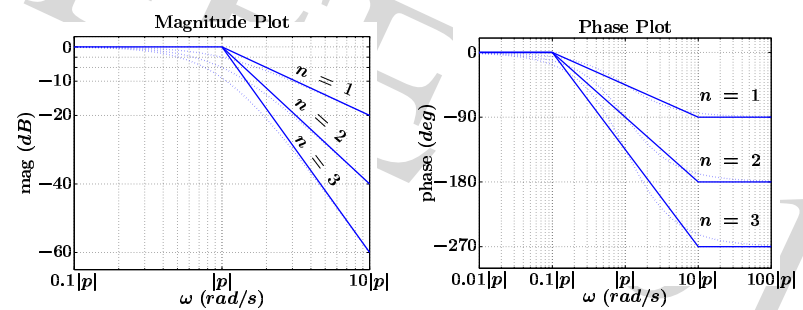 Magnitude Plot
0
−10
−20
−40
−60
mag (dB)
n = 1
n = 2
n = 3
0.1|p|
|p|
10|p|
ω (rad/s)
Phase Plot
0
−90
−180
−270
phase (deg)
n = 1
n = 2
n = 3
0.01|p|
0.1|p|
|p|
10|p|
100|p|
ω (rad/s)